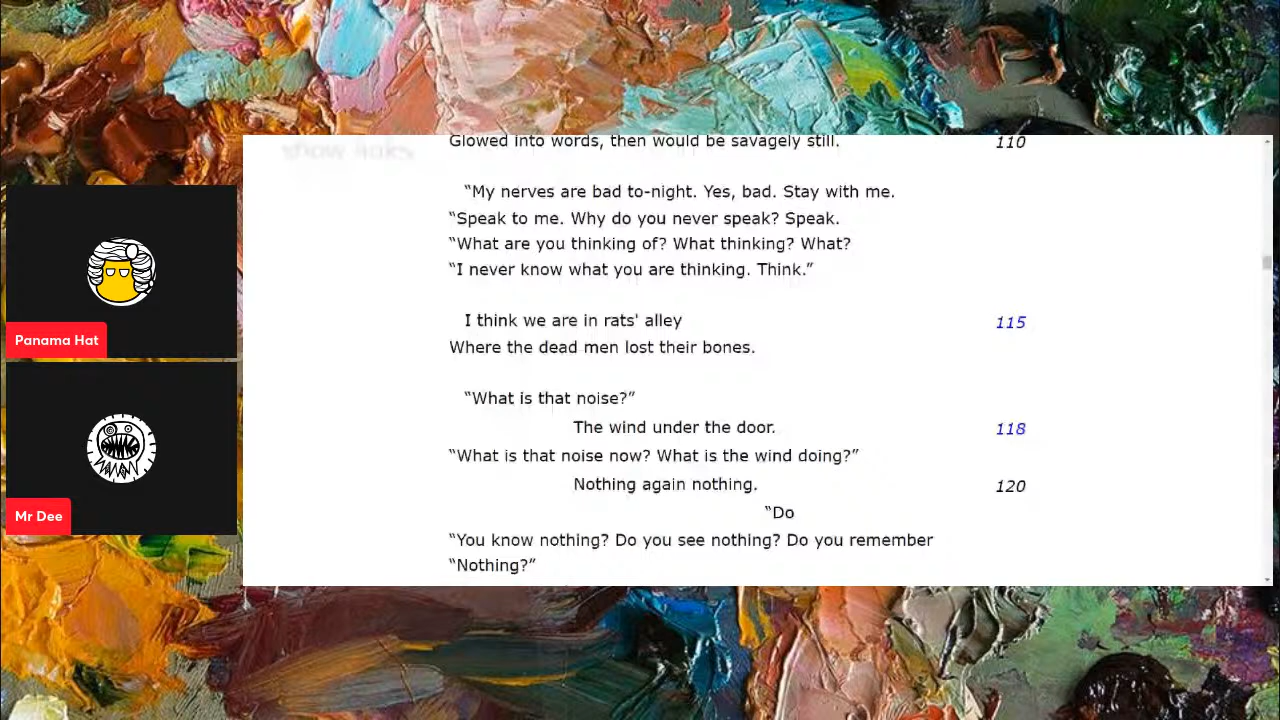 show links
Glowed into words, then would be savagely still. 110
“My nerves are bad to-night. Yes, bad. Stay with me.
“Speak to me. Why do you never speak? Speak.
“What are you thinking of? What thinking? What?
“I never know what you are thinking. Think.”
I think we are in rats' alley 115
Where the dead men lost their bones.
“What is that noise?”
The wind under the door. 118
“What is that noise now? What is the wind doing?”
Nothing again nothing. 120
“Do
“You know nothing? Do you see nothing? Do you remember
“Nothing?”
Panama Hat
Mr Dee